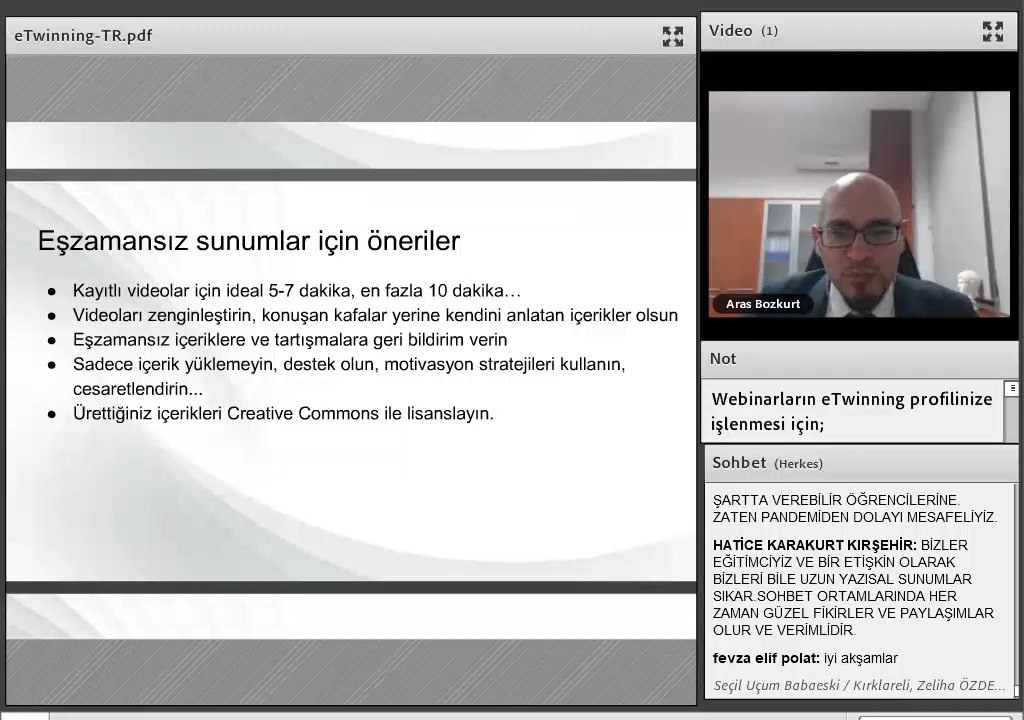 eTwinning-TR.pdf
Eşzamansız sunumlar için öneriler
● Kayıtlı videolar için ideal 5-7 dakika, en fazla 10 dakika…
● Videoları zenginleştirin, konuşan kafalar yerine kendini anlatan içerikler olsun
● Eşzamansız içeriklere ve tartışmalara geri bildirim verin
● Sadece içerik yüklemeyin, destek olun, motivasyon stratejileri kullanın,
cesaretlendirin...
● Ürettiğiniz içerikleri Creative Commons ile lisanslayın.
Video (1)
Aras Bozkurt
Not
Webinarların eTwinning profilinize
işlenmesi için;
Sohbet (Herkes)
ŞARTTA VEREBİLİR ÖĞRENCİLERİNE.
ZATEN PANDEMİDEN DOLAYI MESAFELİYİZ.
HATİCE KARAKURT KIRŞEHİR: BİZLER
EĞİTİMCİYİZ VE BİR ETİŞKİN OLARAK
BİZLERİ BİLE UZUN YAZISAL SUNUMLAR
SIKAR.SOHBET ORTAMLARINDA HER
ZAMAN GÜZEL FİKİRLER VE PAYLAŞIMLAR
OLUR VE VERİMLİDİR.
fevza elif polat: iyi akşamlar
Seçil Uçum Babaeski / Kırklareli, Zeliha ÖZDE...